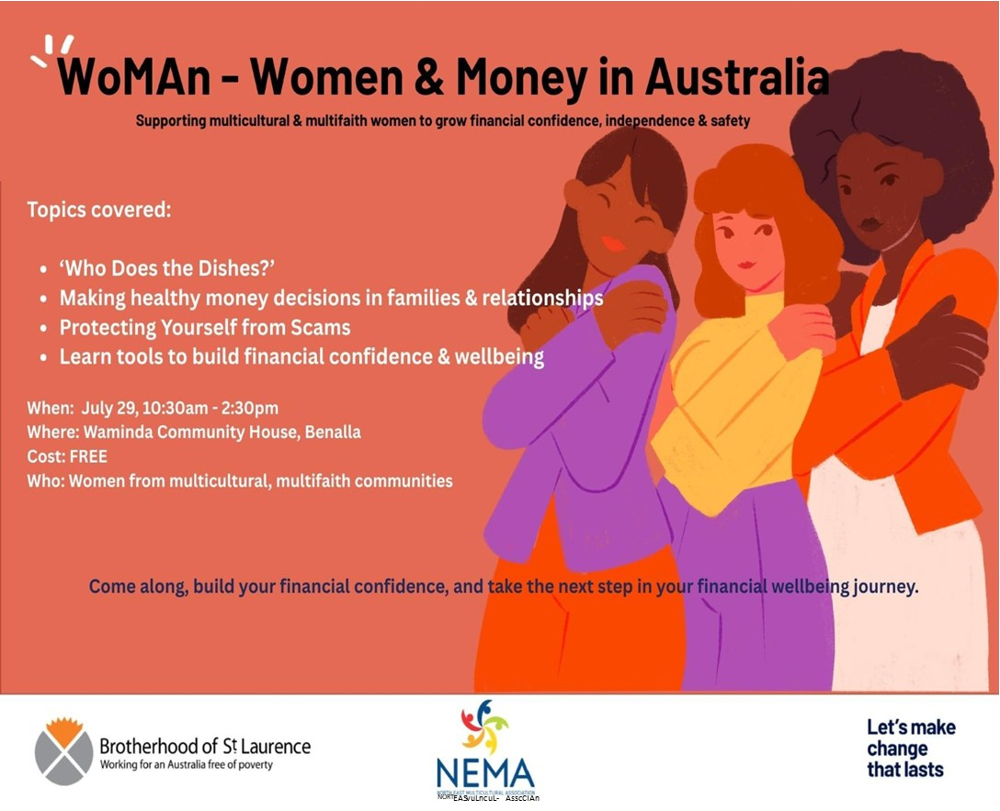 WoMAn - Women & Money in Australia
Supporting multicultural & multifaith women to grow financial confidence, independence & safety
Topics covered:
• ‘Who Does the Dishes?’
• Making healthy money decisions in families & relationships
• Protecting Yourself from Scams
• Learn tools to build financial confidence & wellbeing
When: July 29, 10:30am - 2:30pm
Where: Waminda Community House, Benalla
Cost: FREE
Who: Women from multicultural, multifaith communities
Come along, build your financial confidence, and take the next step in your financial wellbeing journey.
Brotherhood of St Laurence
Working for an Australia free of poverty
NEMA
NORTH EAST MULTICULTURAL ASSOCIATION
Let's make
change
that lasts